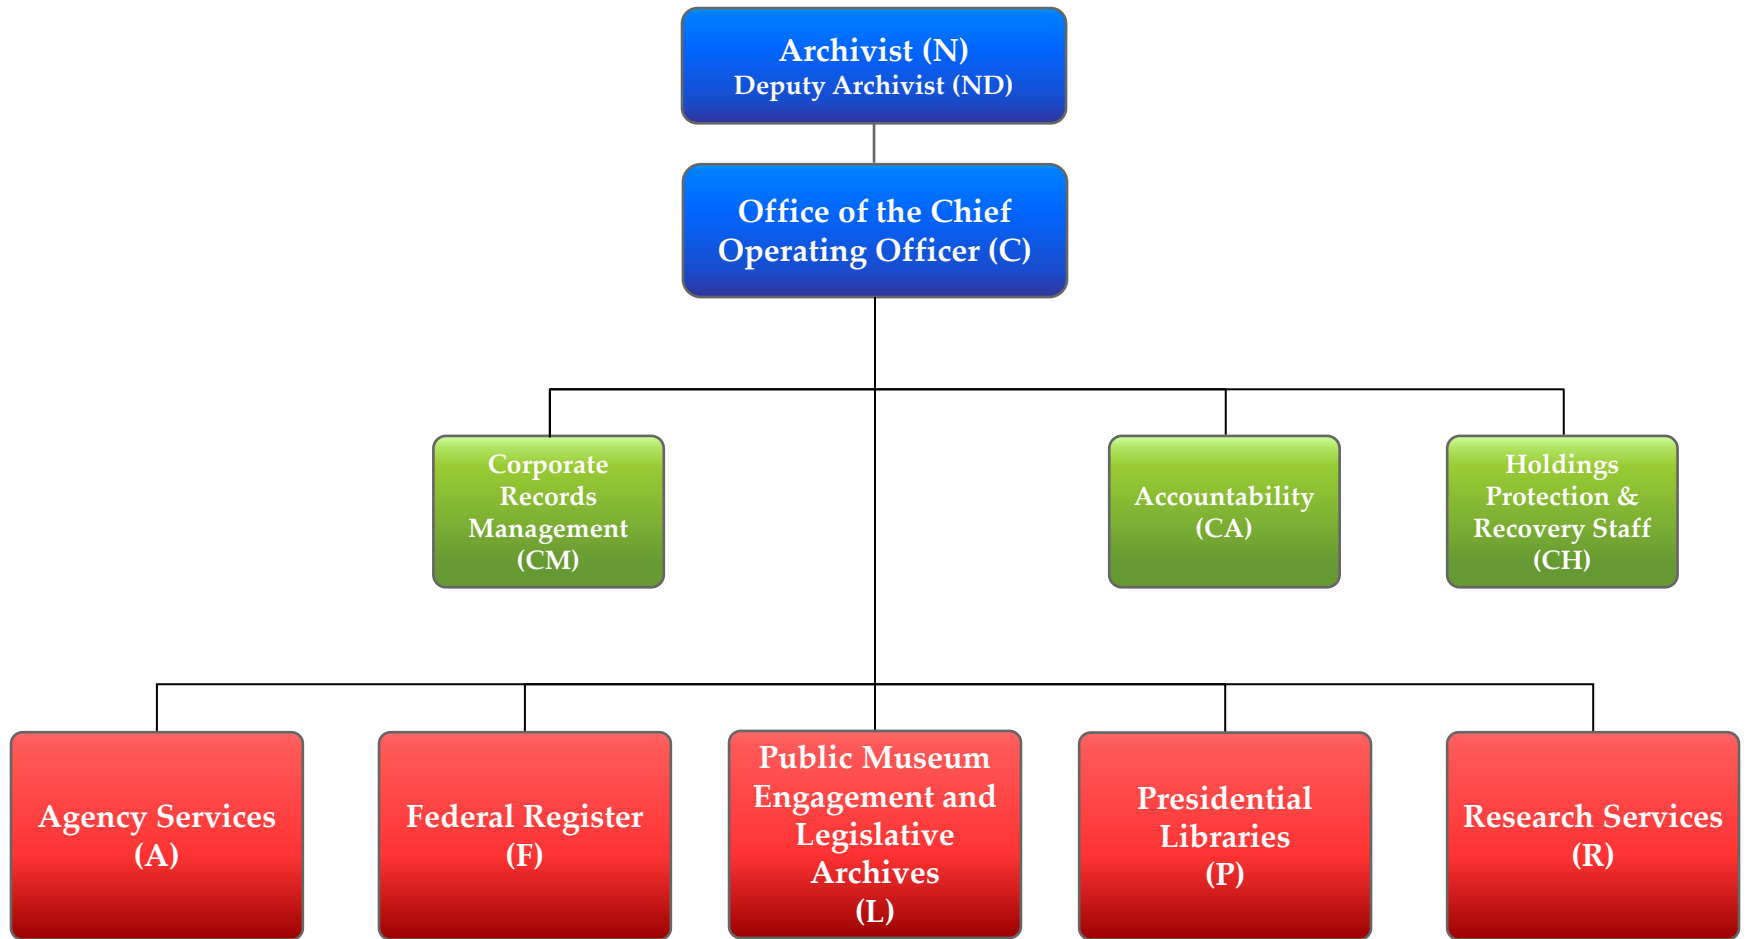 Archivist (N)
Deputy Archivist (ND)
Office of the Chief
Operating Officer (C)
Corporate
Records
Management
(CM)
Accountability
(CA)
Holdings
Protection &
Recovery Staff
(CH)
Agency Services
(A)
Federal Register
(F)
Public Museum
Engagement and
Legislative
Archives
(L)
Presidential
Libraries
(P)
Research Services
(R)